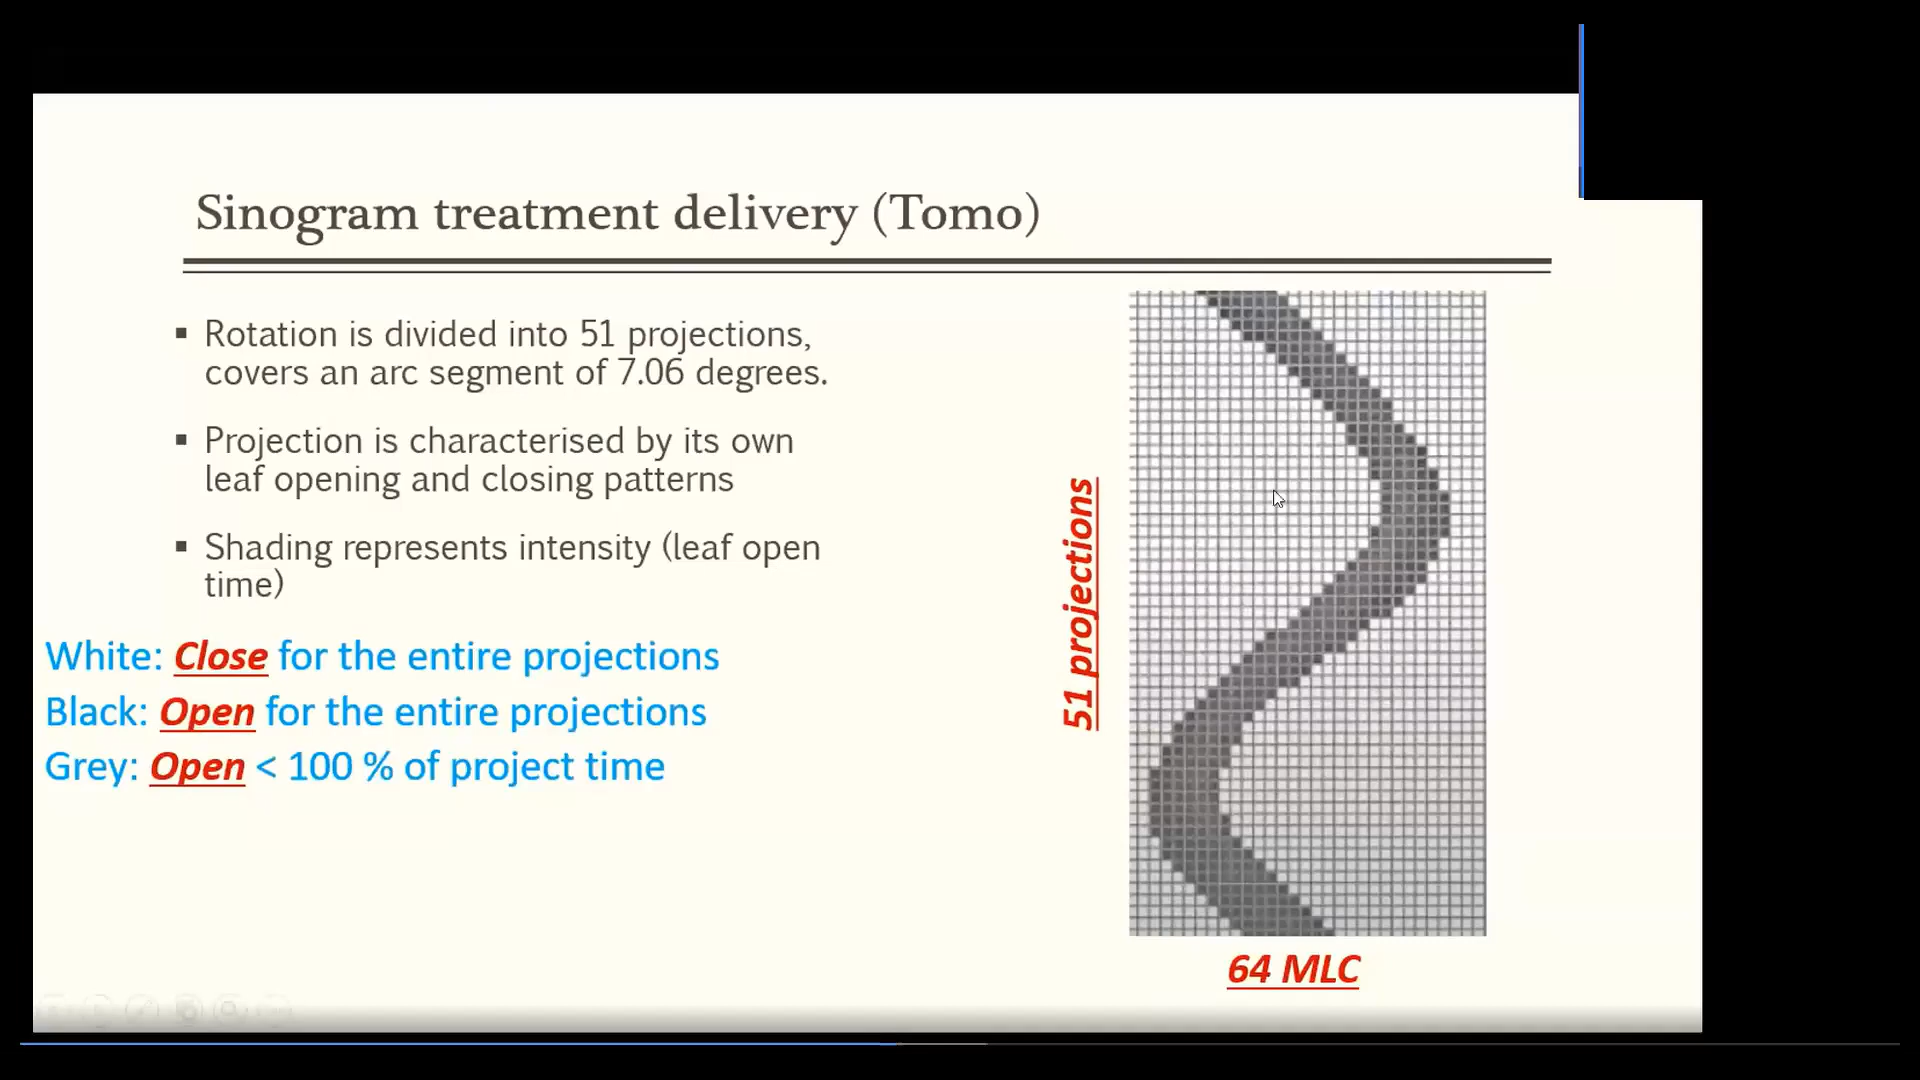 Sinogram treatment delivery (Tomo)
▪ Rotation is divided into 51 projections,
covers an arc segment of 7.06 degrees.
▪ Projection is characterised by its own
leaf opening and closing patterns
▪ Shading represents intensity (leaf open
time)
White: Close for the entire projections
Black: Open for the entire projections
Grey: Open < 100 % of project time
51 projections
64 MLC